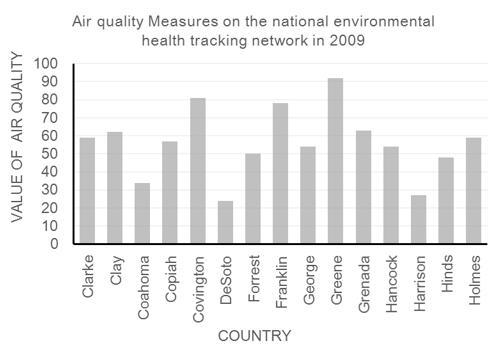 Air quality Measures on the national environmental
health tracking network in 2009
VALUE OF AIR QUALITY
100
90
80
70
60
50
40
30
20
10
0
Clarke
Clay
Coahoma
Copiah
Covington
DeSoto
Forrest
Franklin
George
Greene
Grenada
Hancock
Harrison
Hinds
Holmes
COUNTRY